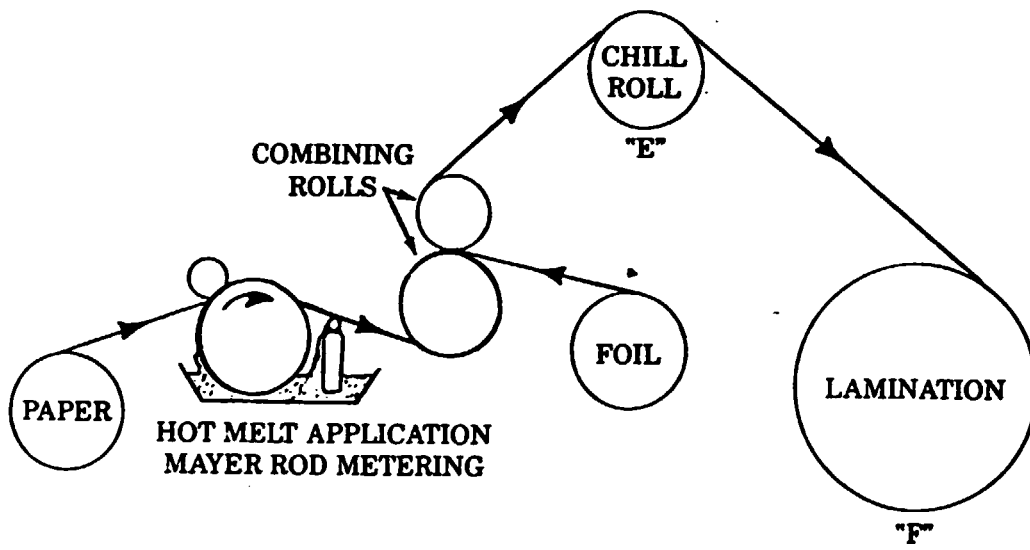 CHILL
ROLL
"E"
COMBINING
ROLLS
FOIL
PAPER
LAMINATION
HOT MELT APPLICATION
MAYER ROD METERING
"F"